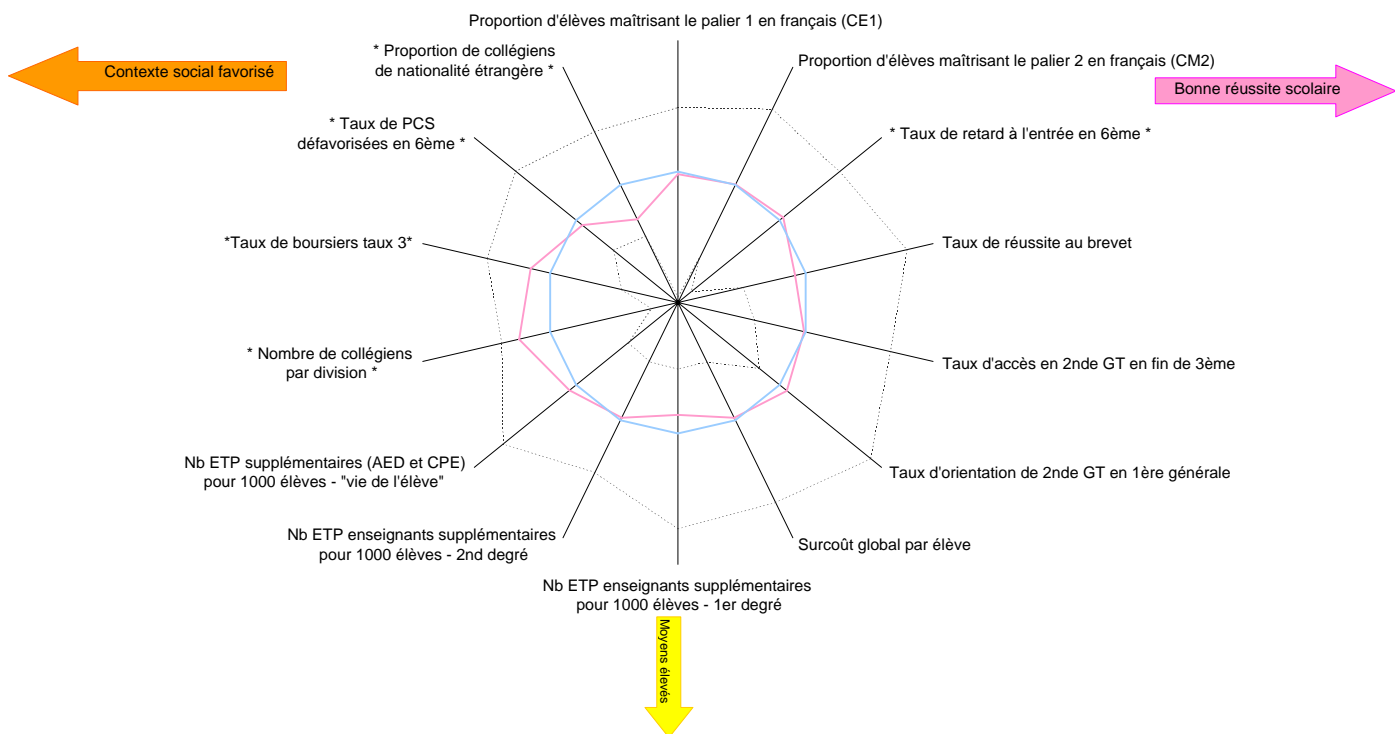 Proportion d'élèves maîtrisant le palier 1 en français (CE1)
* Proportion de collégiens
de nationalité étrangère *
Proportion d'élèves maîtrisant le palier 2 en français (CM2)
Contexte social favorisé
Bonne réussite scolaire
* Taux de PCS
défavorisées en 6ème *
* Taux de retard à l'entrée en 6ème *
*Taux de boursiers taux 3*
Taux de réussite au brevet
* Nombre de collégiens
par division *
Taux d'accès en 2nde GT en fin de 3ème
Nb ETP supplémentaires (AED et CPE)
pour 1000 élèves - "vie de l'élève"
Taux d'orientation de 2nde GT en 1ère générale
Nb ETP enseignants supplémentaires
pour 1000 élèves - 2nd degré
Surcoût global par élève
Nb ETP enseignants supplémentaires
pour 1000 élèves - 1er degré
Moyens élevés